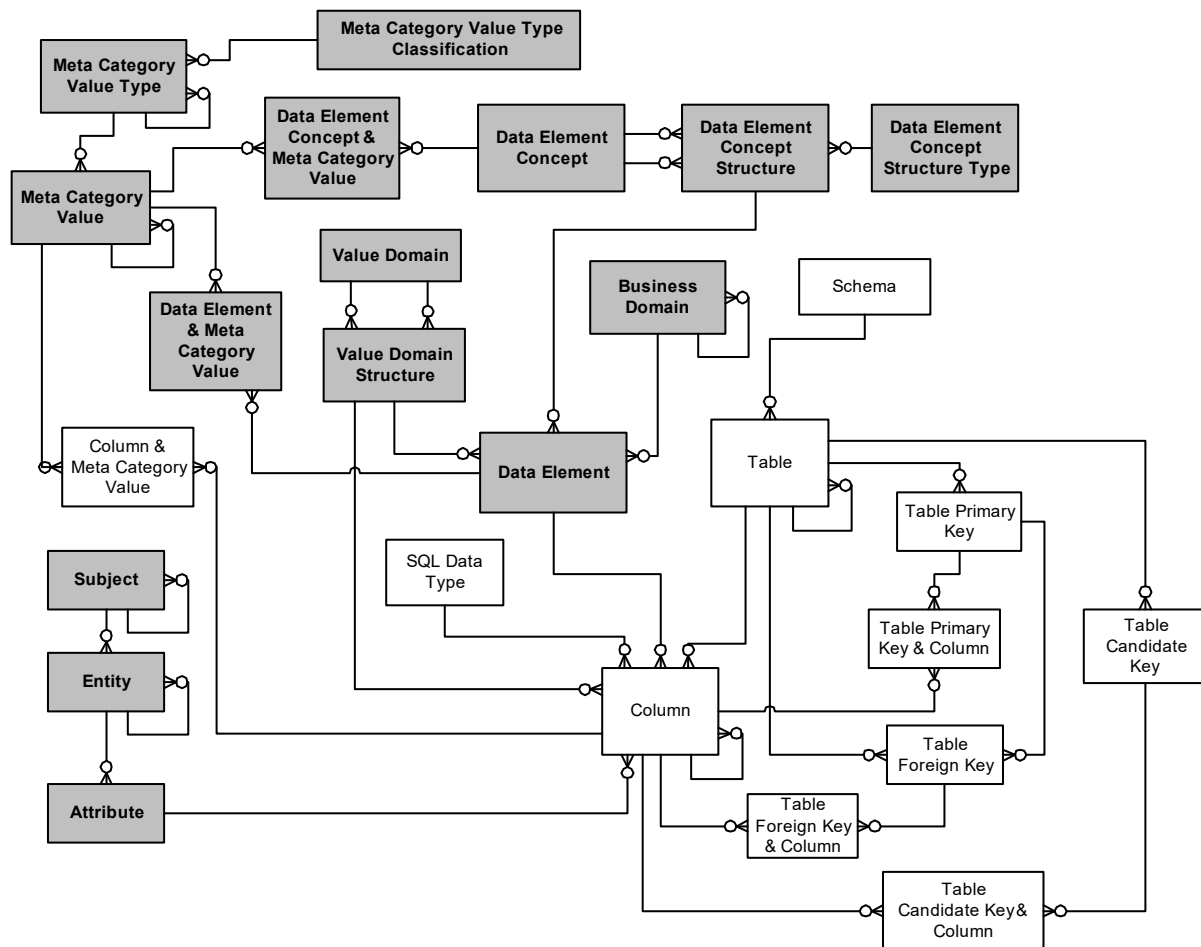 Meta Category Value Type
Classification
Meta Category
Value Type
Data Element
Concept &
Meta Category
Value
Data Element
Concept
Data Element
Concept
Structure
Data Element
Concept
Structure Type
Meta Category
Value
Value Domain
Business
Domain
Schema
Data Element
& Meta
Category
Value
Value Domain
Structure
Column &
Meta Category
Value
Data Element
Table
Table Primary
Key
SQL Data
Type
Subject
Table Primary
Key & Column
Table
Candidate
Key
Entity
Column
Table
Foreign Key
Attribute
Table
Foreign Key
& Column
Table
Candidate Key&
Column